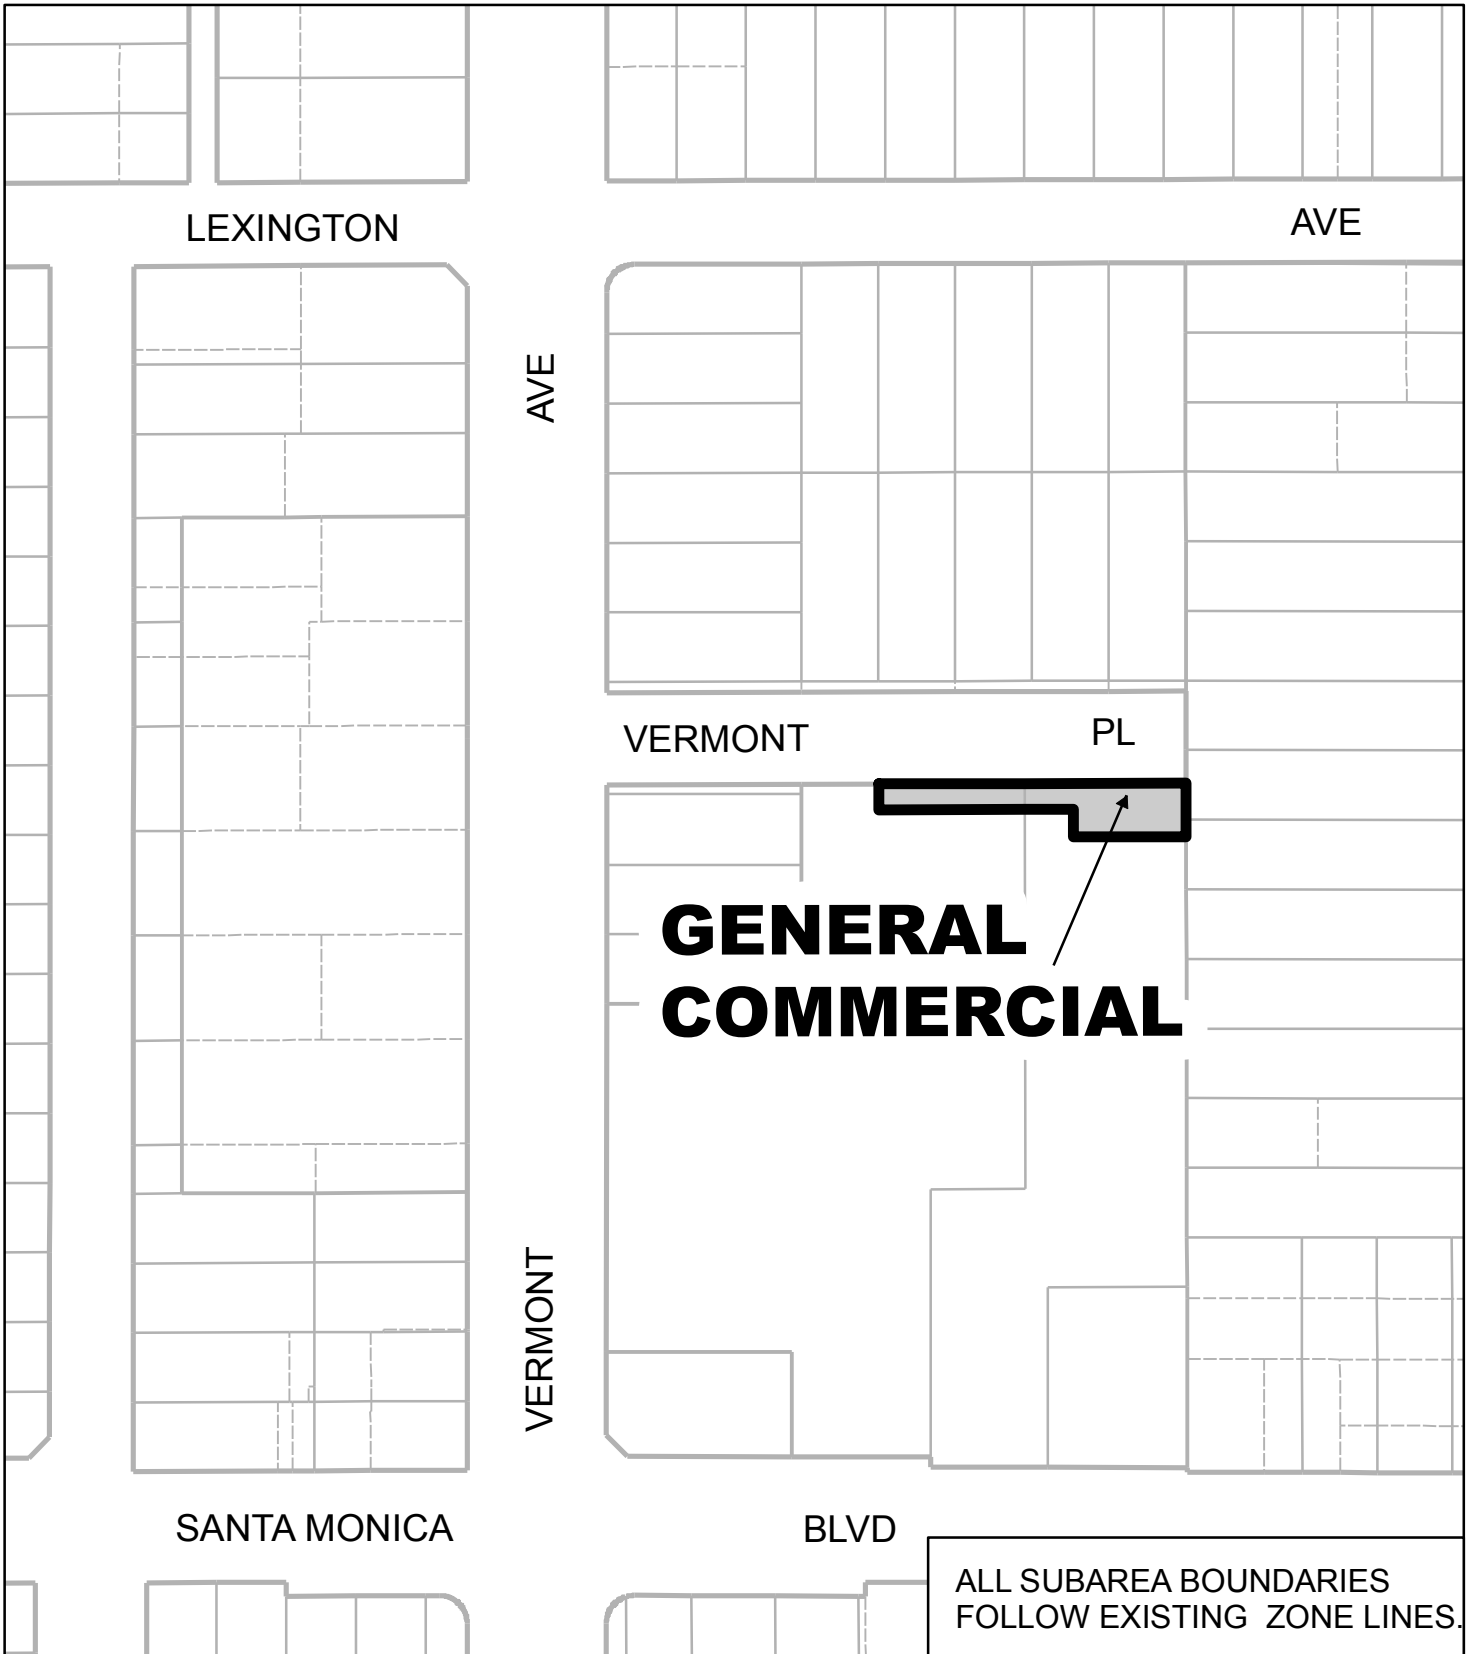 LEXINGTON AVE
AVE
VERMONT PL
GENERAL
COMMERCIAL
VERMONT
SANTA MONICA BLVD
ALL SUBAREA BOUNDARIES
FOLLOW EXISTING ZONE LINES.